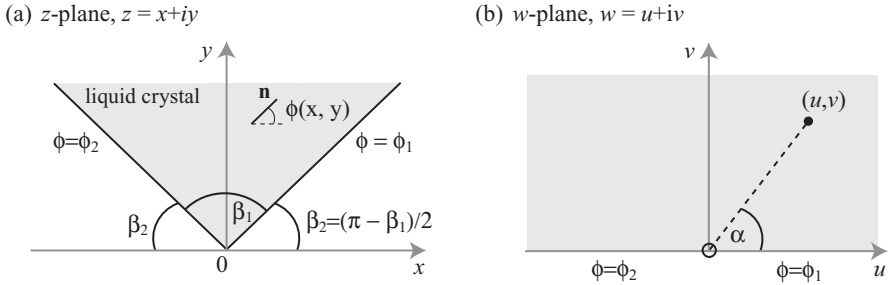 (a) z-plane, z = x+iy
y
liquid crystal
n
ϕ(x, y)
ϕ=ϕ2
ϕ = ϕ1
β2
β1
β2=(π − β1)/2
0
x
(b) w-plane, w = u+iv
v
(u,v)
α
ϕ=ϕ2
ϕ=ϕ1
u